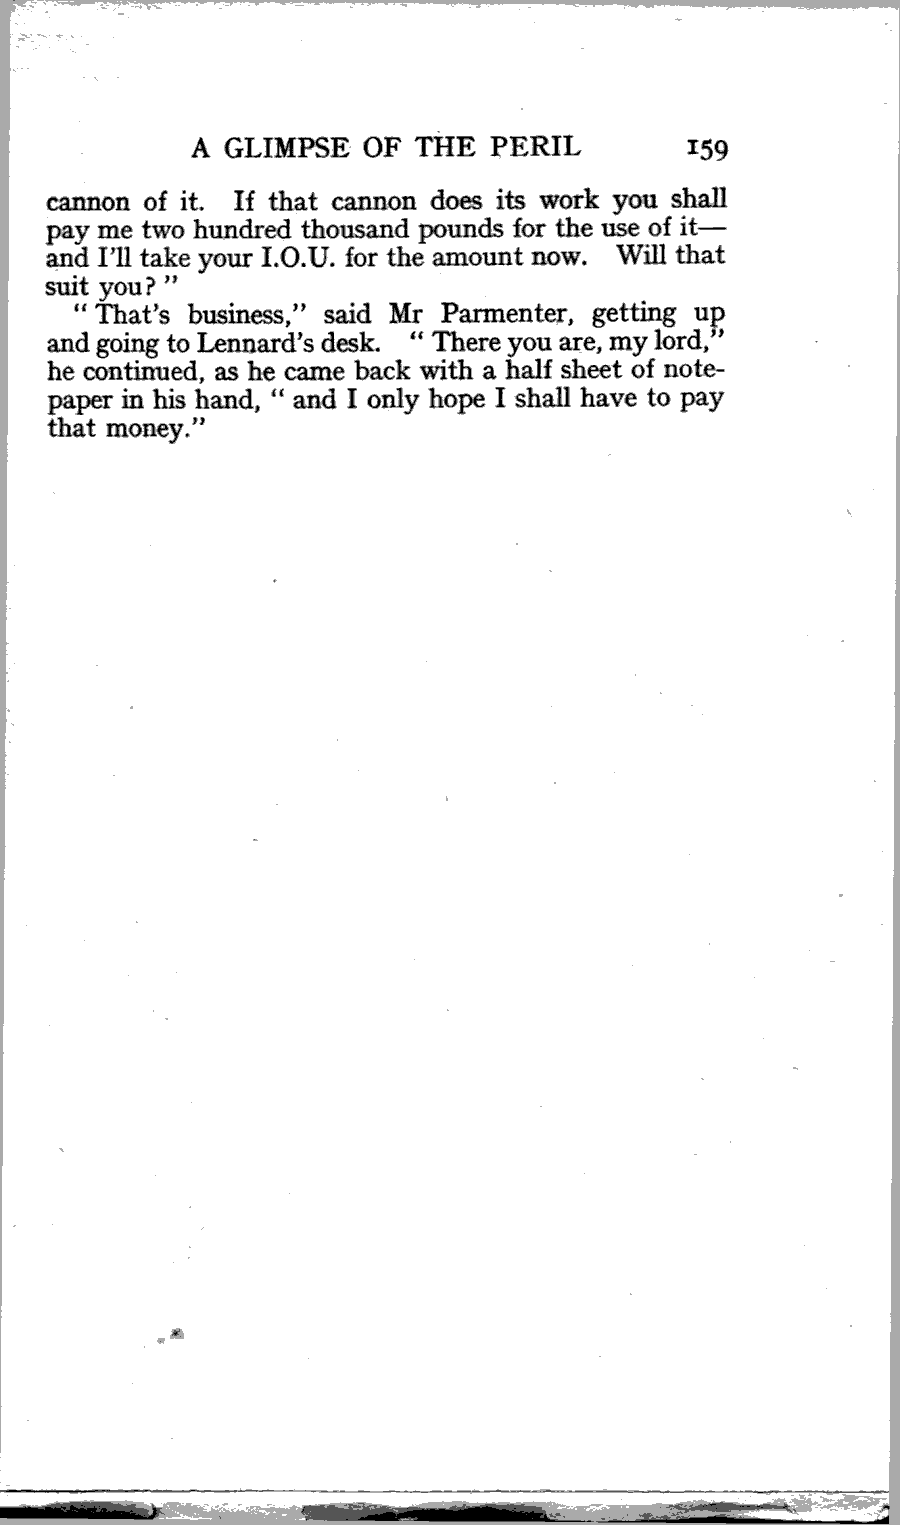 A GLIMPSE OF THE PERIL 159
cannon of it. If that cannon does its work you shall
pay me two hundred thousand pounds for the use of it—
and I'll take your I.O.U. for the amount now. Will that
suit you? "
" That's business," said Mr Parmenter, getting up
and going to Lennard's desk. " There you are, my lord,"
he continued, as he came back with a half sheet of note-
paper in his hand, " and I only hope I shall have to pay
that money."